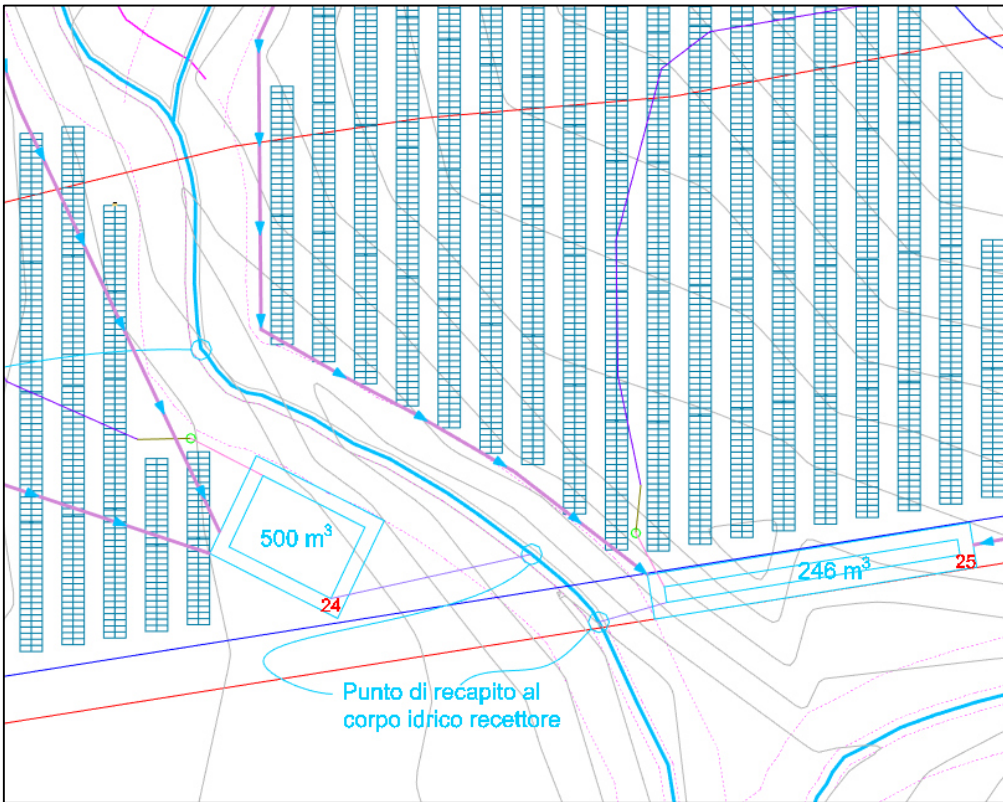 500 m³
24
246 m³
25
Punto di recapito al
corpo idrico recettore